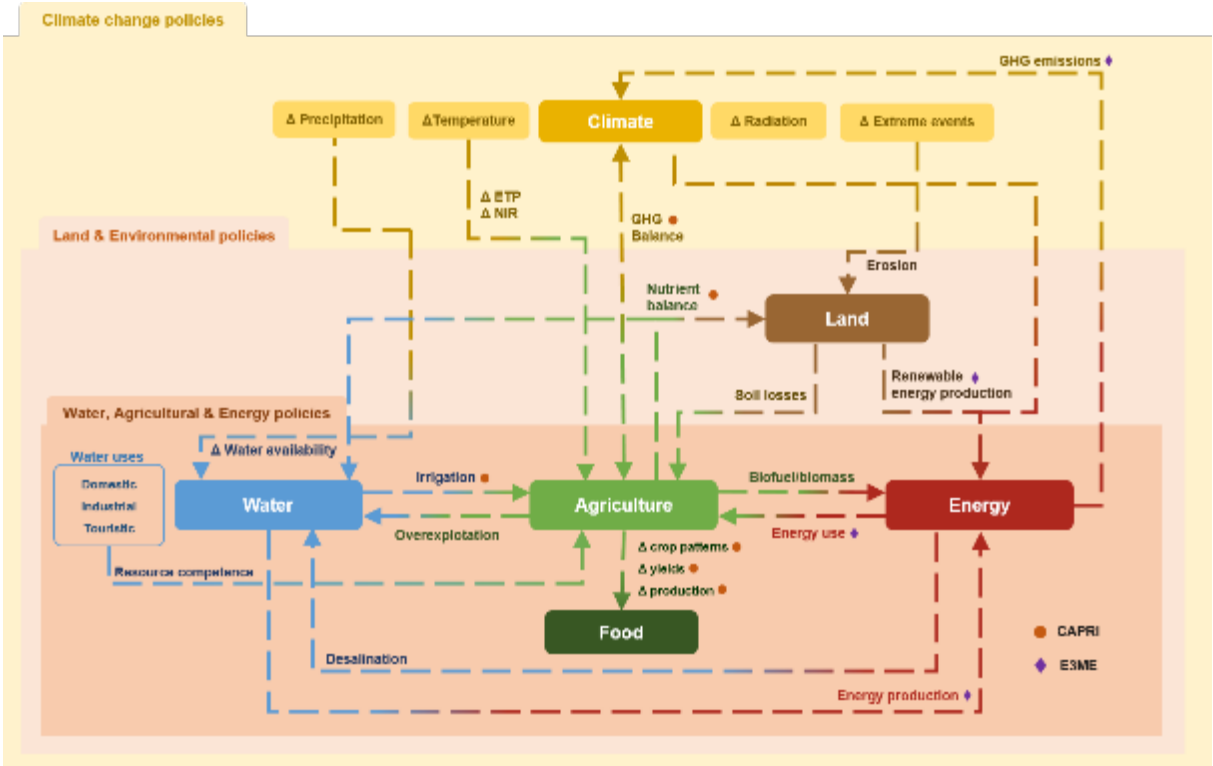 Climate change policies
GHG emissions
Δ Precipitation
ΔTemperature
Climate
Δ Radiation
Δ Extreme events
Δ ETP
Δ NIR
GHG
Balance
Land & Environmental policies
Erosion
Nutrient
balance
Land
Renewable
energy production
Soil losses
Water, Agricultural & Energy policies
Δ Water availability
Water uses
Domestic
Industrial
Touristic
Water
Irrigation
Agriculture
Biofuel/biomass
Energy
Overexplotation
Energy use
Δ crop patterns
Δ yields
Δ production
Resource competence
Food
CAPRI
Desalination
E3ME
Energy production